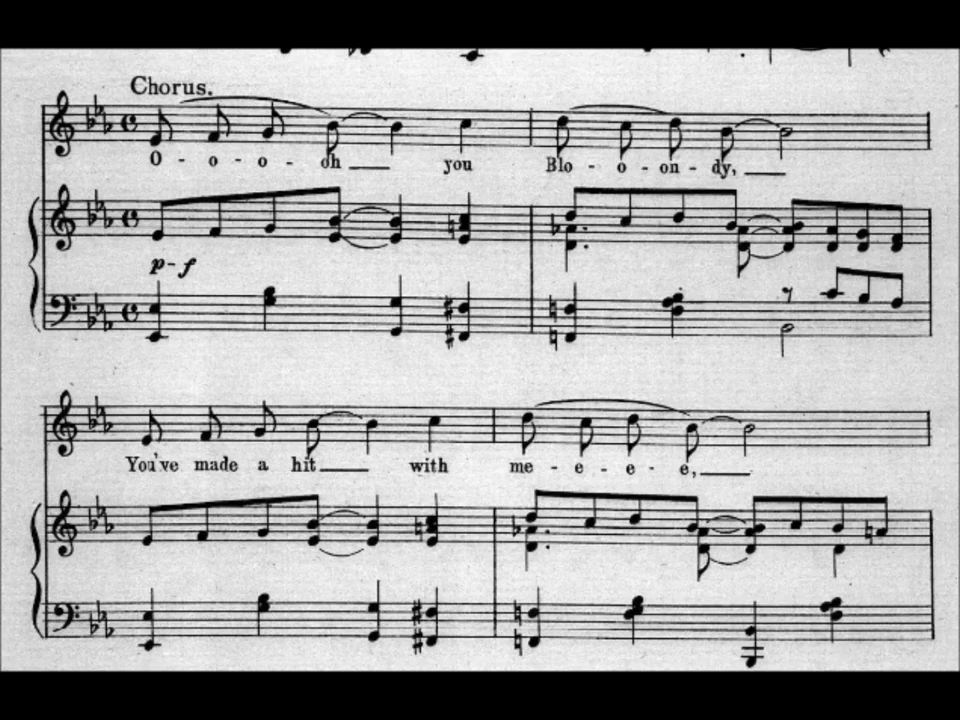 Chorus.
O - o - o - oh you Blo - o - on - dy,
p - f
You've made a hit with me - e - e - e,